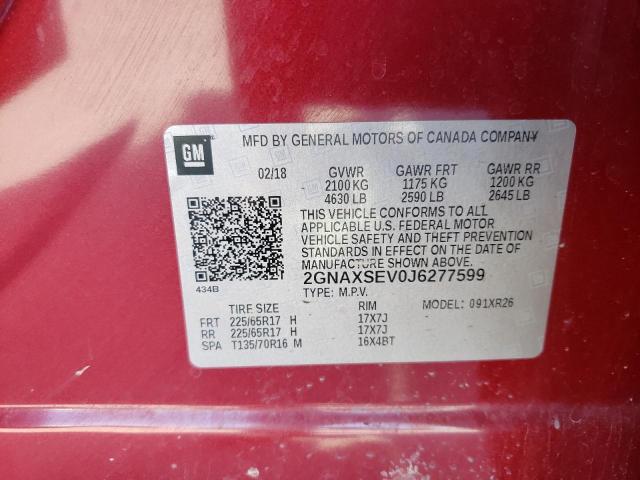 GM
MFD BY GENERAL MOTORS OF CANADA COMPANY
02/18 GVWR GAWR FRT GAWR RR
2100 KG 1175 KG 1200 KG
4630 LB 2590 LB 2645 LB
THIS VEHICLE CONFORMS TO ALL
APPLICABLE U.S. FEDERAL MOTOR
VEHICLE SAFETY AND THEFT PREVENTION
STANDARDS IN EFFECT ON THE DATE OF
MANUFACTURE SHOWN ABOVE.
434B
2GNAXSEV0J6277599
TYPE: M.P.V. MODEL: 091XR26
TIRE SIZE RIM
FRT 225/65R17 H 17X7J
RR 225/65R17 H 17X7J
SPA T135/70R16 M 16X4BT